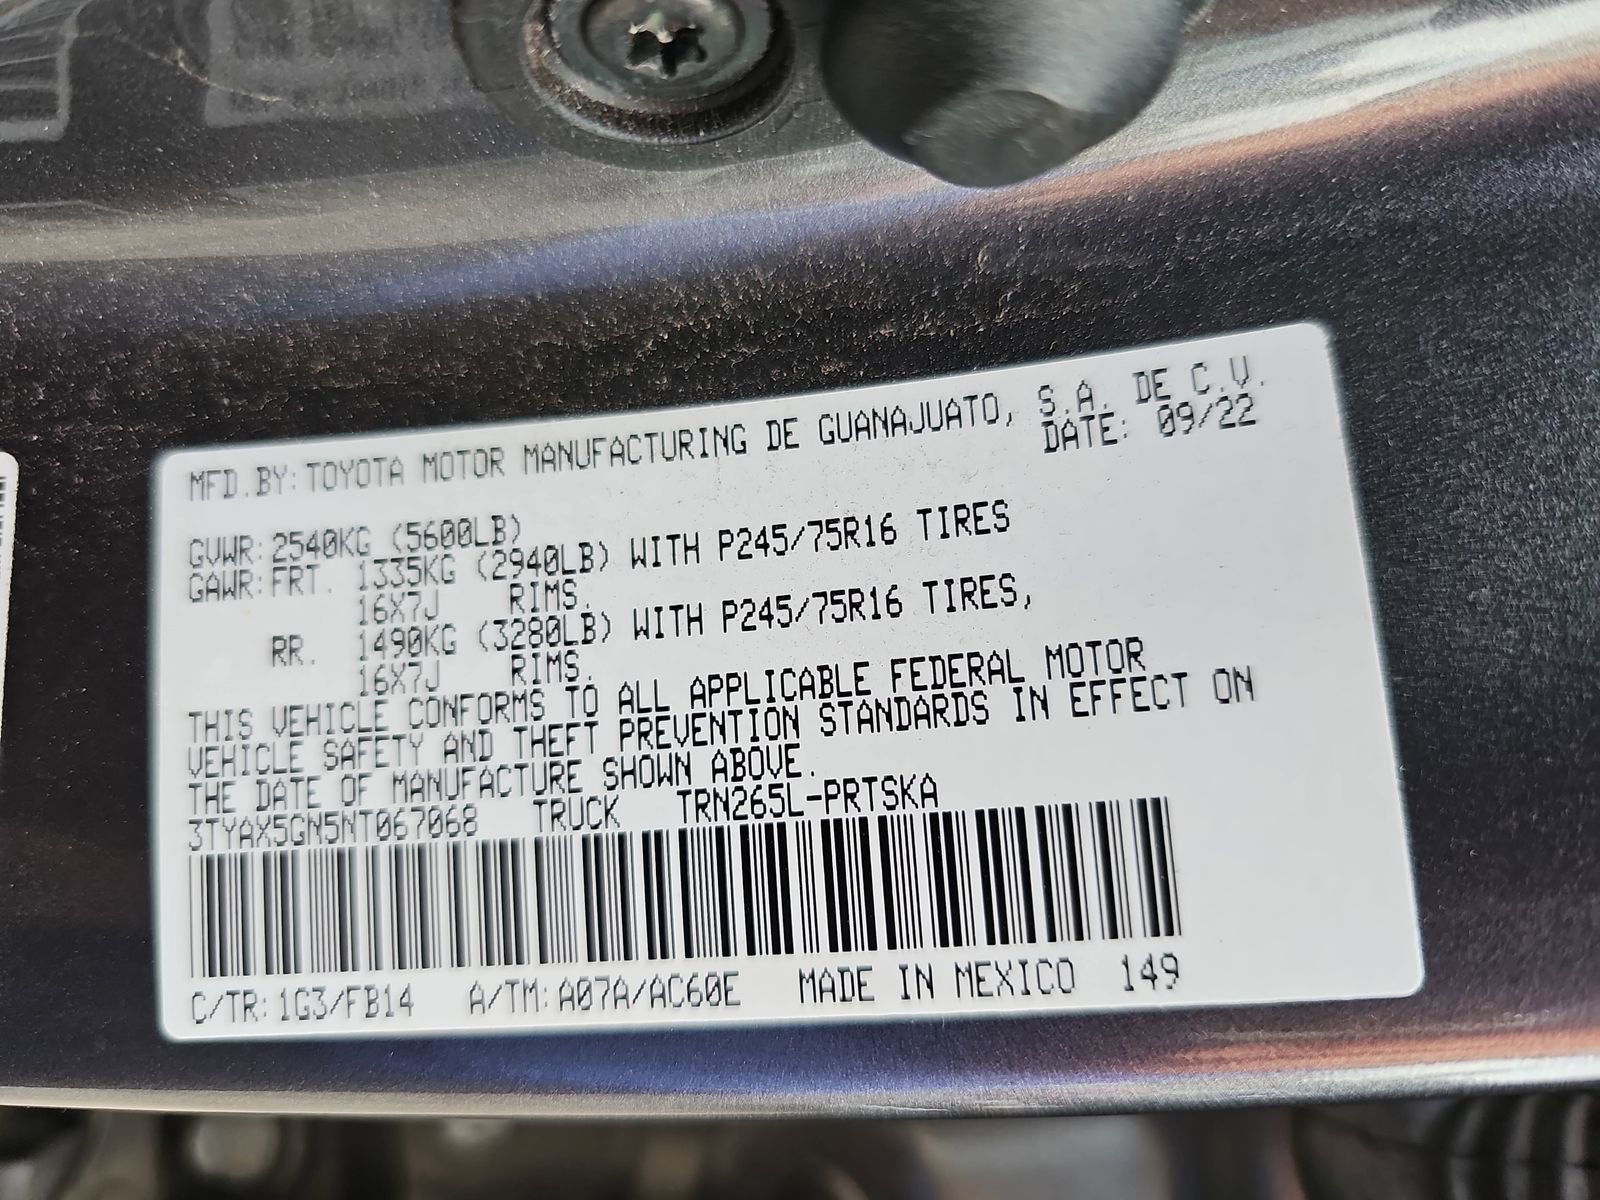 MFD.BY: TOYOTA MOTOR MANUFACTURING DE GUANAJUATO, S.A. DE C.V.
DATE: 09/22
GVWR: 2540KG (5600LB)
GAWR: FRT. 1335KG (2940LB) WITH P245/75R16 TIRES
16X7J RIMS.
RR. 1490KG (3280LB) WITH P245/75R16 TIRES,
16X7J RIMS.
THIS VEHICLE CONFORMS TO ALL APPLICABLE FEDERAL MOTOR
VEHICLE SAFETY AND THEFT PREVENTION STANDARDS IN EFFECT ON
THE DATE OF MANUFACTURE SHOWN ABOVE.
3TYAX5GN5NT067068 TRUCK TRN265L-PRTSKA
C/TR: 1G3/FB14 A/TM: A07A/AC60E MADE IN MEXICO 149